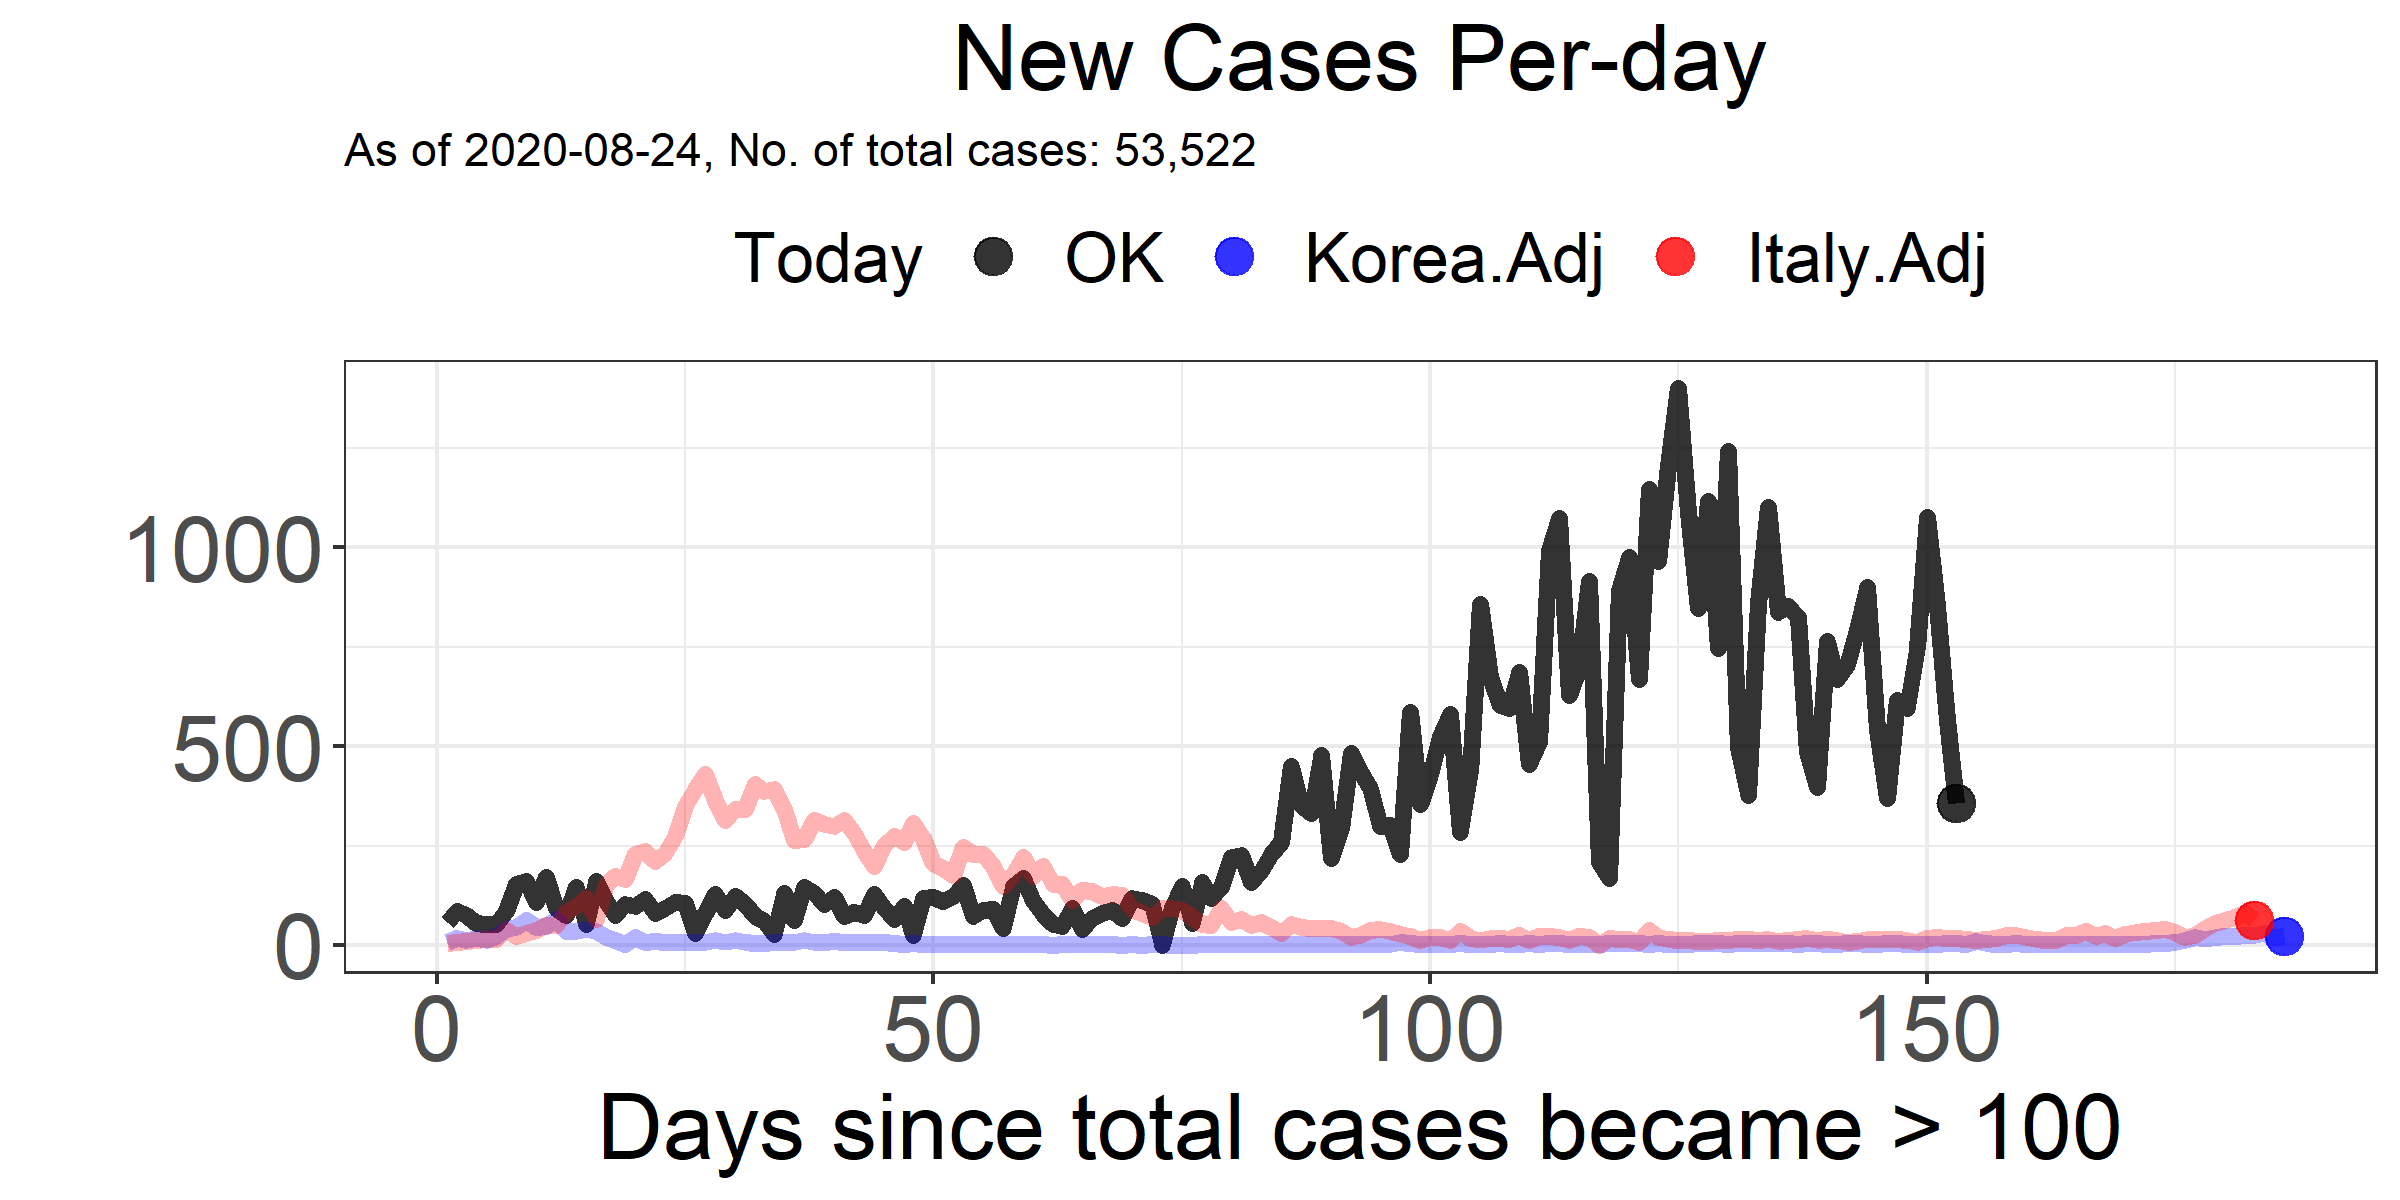 New Cases Per-day
As of 2020-08-24, No. of total cases: 53,522
Today OK Korea.Adj Italy.Adj
1000
500
0
0 50 100 150
Days since total cases became > 100